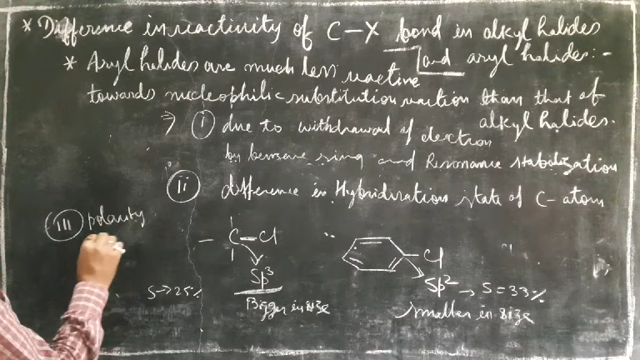 * Difference in reactivity of C-X bond in alkyl halides
and aryl halides:-
* Aryl halides are much less reactive
towards nucleophilic substitution reaction than that of
alkyl halides.
⇒ (i) due to withdrawal of electron
by benzene ring and Resonance stabilization
(ii) difference in Hybridization state of C-atom
(iii) polarity
- C-Cl
Cl
Sp³
Sp² → S = 33%
S → 25%
Bigger in size
smaller in size